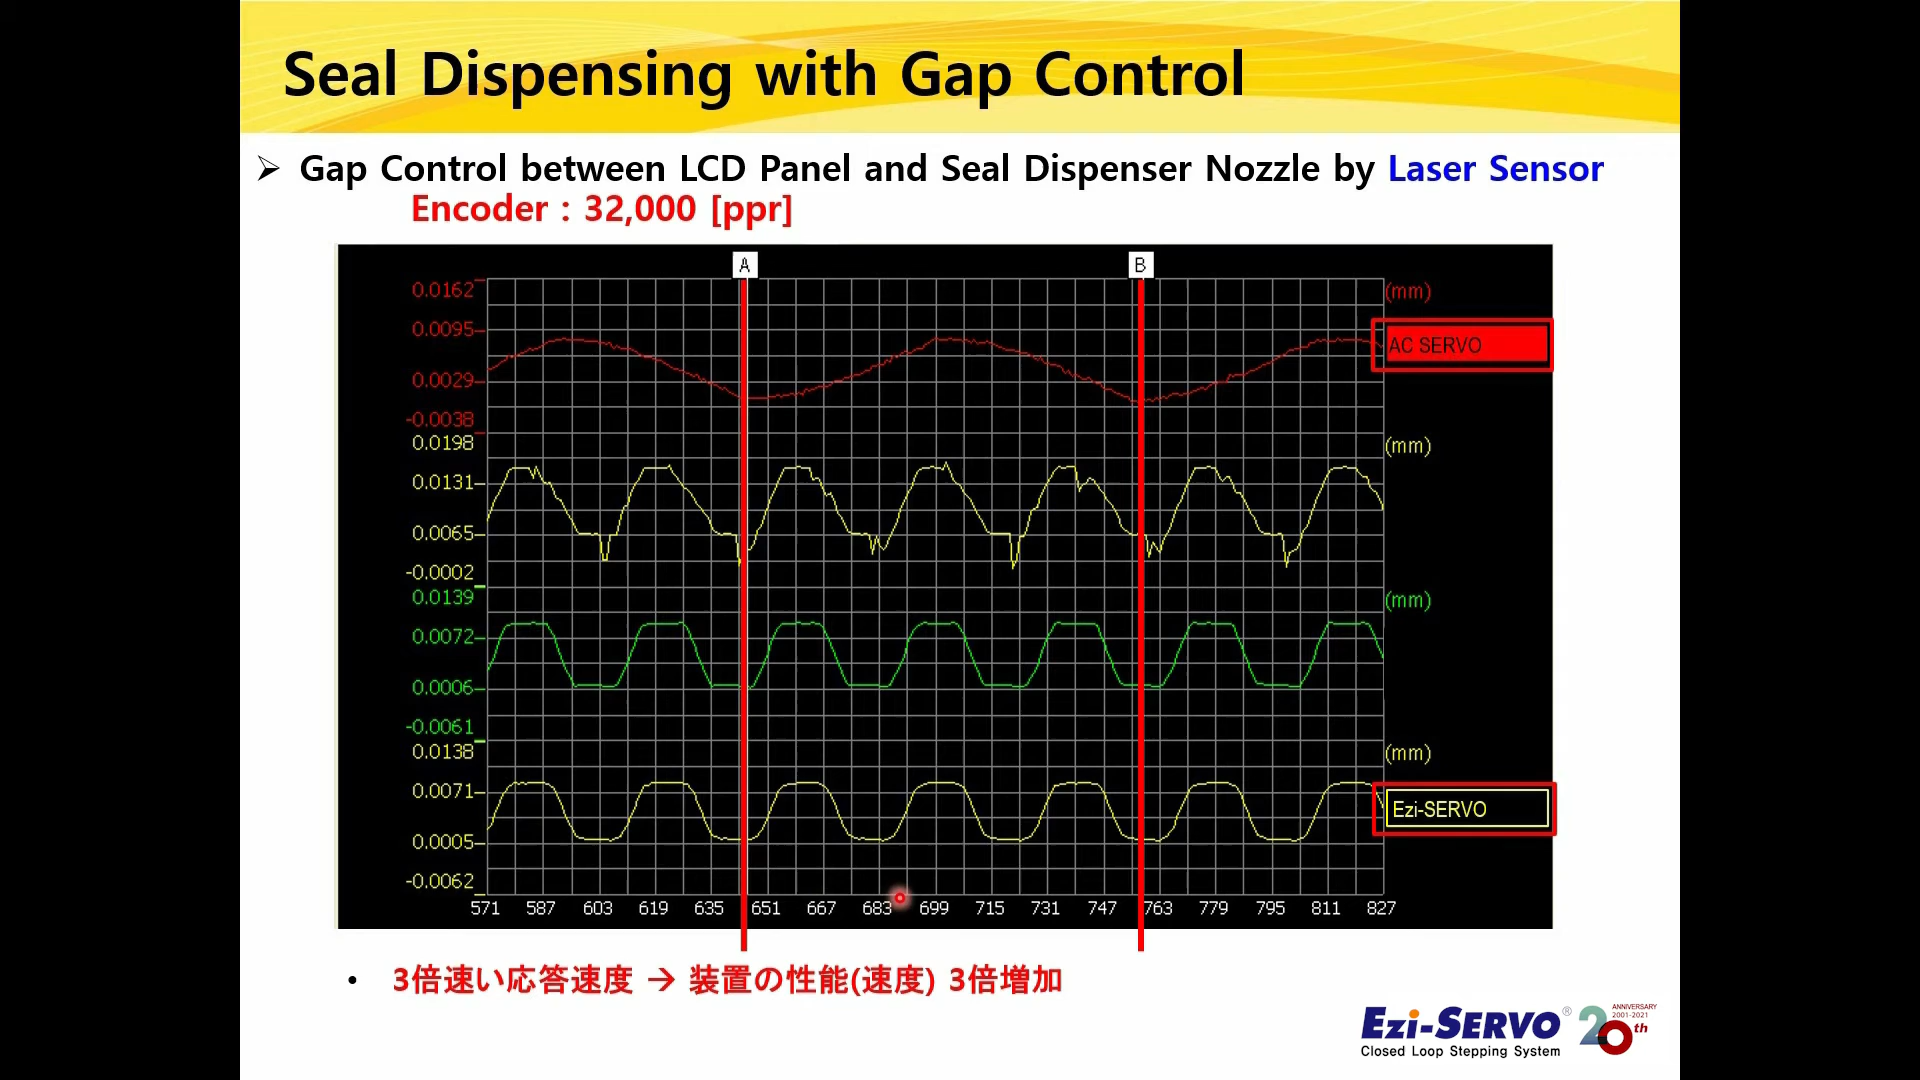 Seal Dispensing with Gap Control
➢ Gap Control between LCD Panel and Seal Dispenser Nozzle by Laser Sensor
Encoder : 32,000 [ppr]
A
B
0.0162
(mm)
0.0095
AC SERVO
0.0029
-0.0038
0.0198
(mm)
0.0131
0.0065
-0.0002
0.0139
(mm)
0.0072
0.0006
-0.0061
0.0138
(mm)
0.0071
Ezi-SERVO
0.0005
-0.0062
571 587 603 619 635 651 667 683 699 715 731 747 763 779 795 811 827
• 3倍速い応答速度 → 装置の性能(速度) 3倍増加
Ezi-SERVO®
Closed Loop Stepping System
ANNIVERSARY
2001-2021
20th